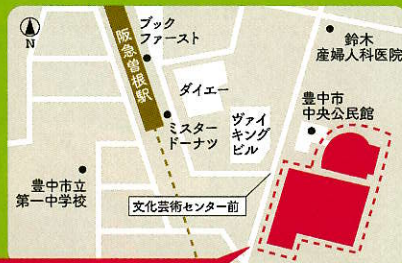 N
ブック
ファースト
阪急曽根駅
鈴木
産婦人科医院
ダイエー
豊中市
中央公民館
ミスター
ドーナツ
ヴァイ
キング
ビル
豊中市立
第一中学校
文化芸術センター前